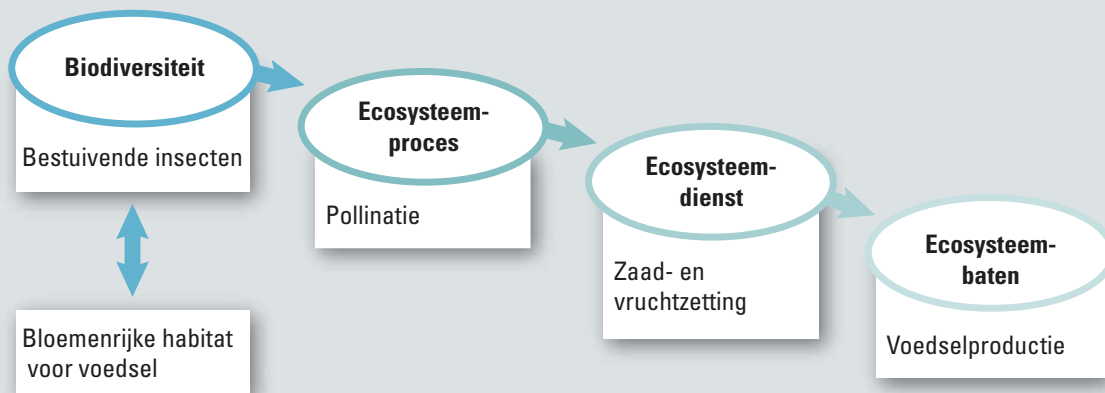 Biodiversiteit
Bestuivende insecten
Bloemenrijke habitat
voor voedsel
Ecosysteem-
proces
Pollinatie
Ecosysteem-
dienst
Zaad- en
vruchtzetting
Ecosysteem-
baten
Voedselproductie